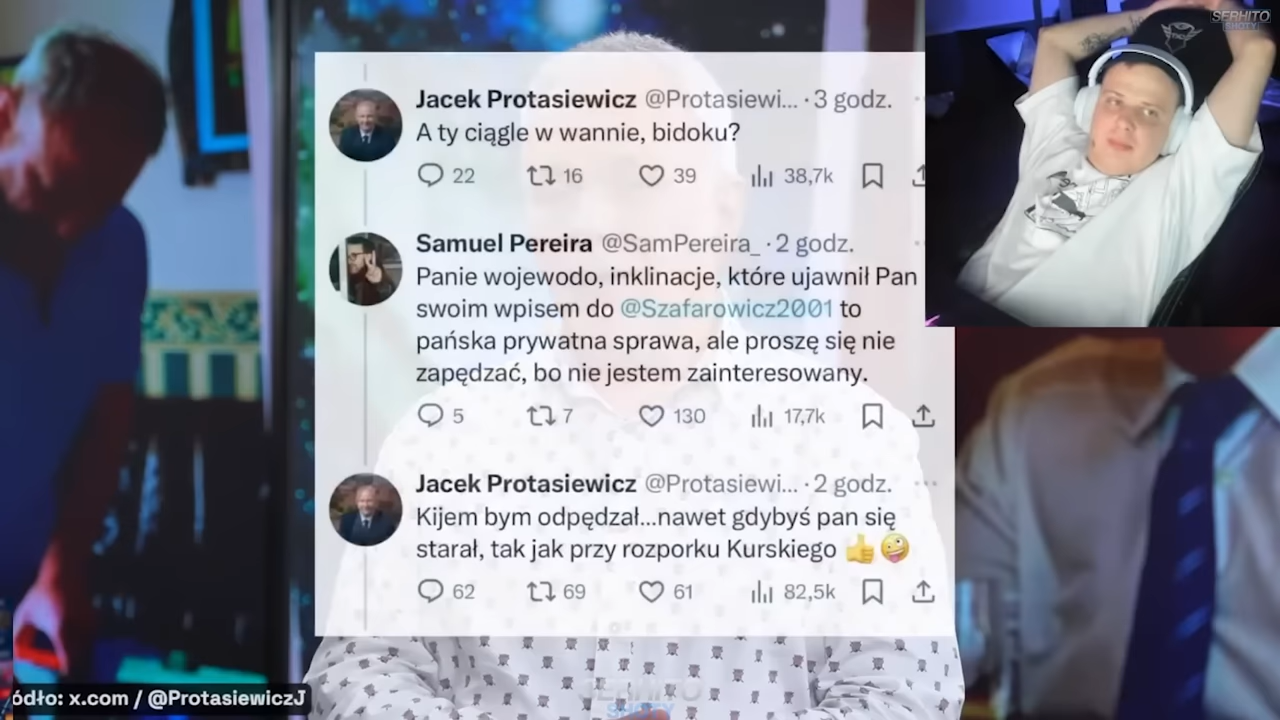 SERHITO
SHOTY
Jacek Protasiewicz @Protasiewi... · 3 godz.
A ty ciągle w wannie, bidoku?
22 16 39 38,7k
Samuel Pereira @SamPereira_ · 2 godz.
Panie wojewodo, inklinacje, które ujawnił Pan
swoim wpisem do @Szafarowicz2001 to
pańska prywatna sprawa, ale proszę się nie
zapędzać, bo nie jestem zainteresowany.
5 7 130 17,7k
Jacek Protasiewicz @Protasiewi... · 2 godz.
Kijem bym odpędzał...nawet gdybyś pan się
starał, tak jak przy rozporku Kurskiego 👍🤪
62 69 61 82,5k
SERHITO
SHOTY
ódło: x.com / @ProtasiewiczJ